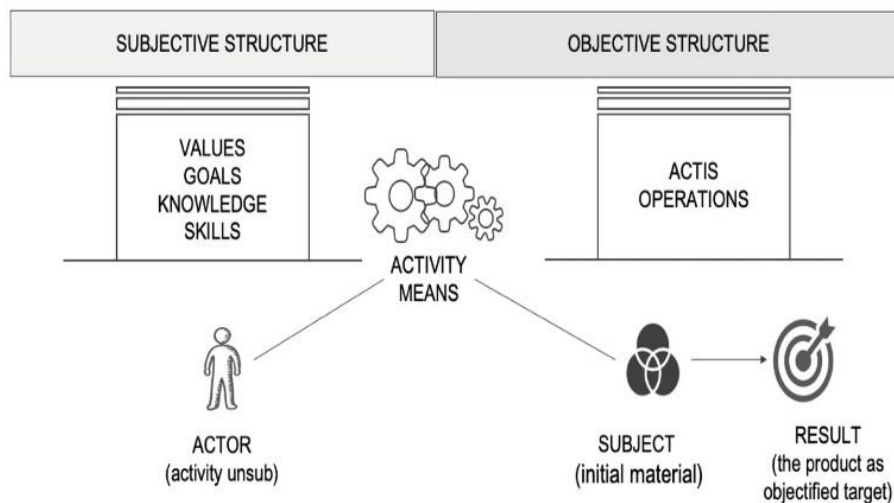 SUBJECTIVE STRUCTURE
OBJECTIVE STRUCTURE
VALUES
GOALS
KNOWLEDGE
SKILLS
ACTIS
OPERATIONS
ACTIVITY
MEANS
ACTOR
(activity unsub)
SUBJECT
(initial material)
RESULT
(the product as
objectified target)